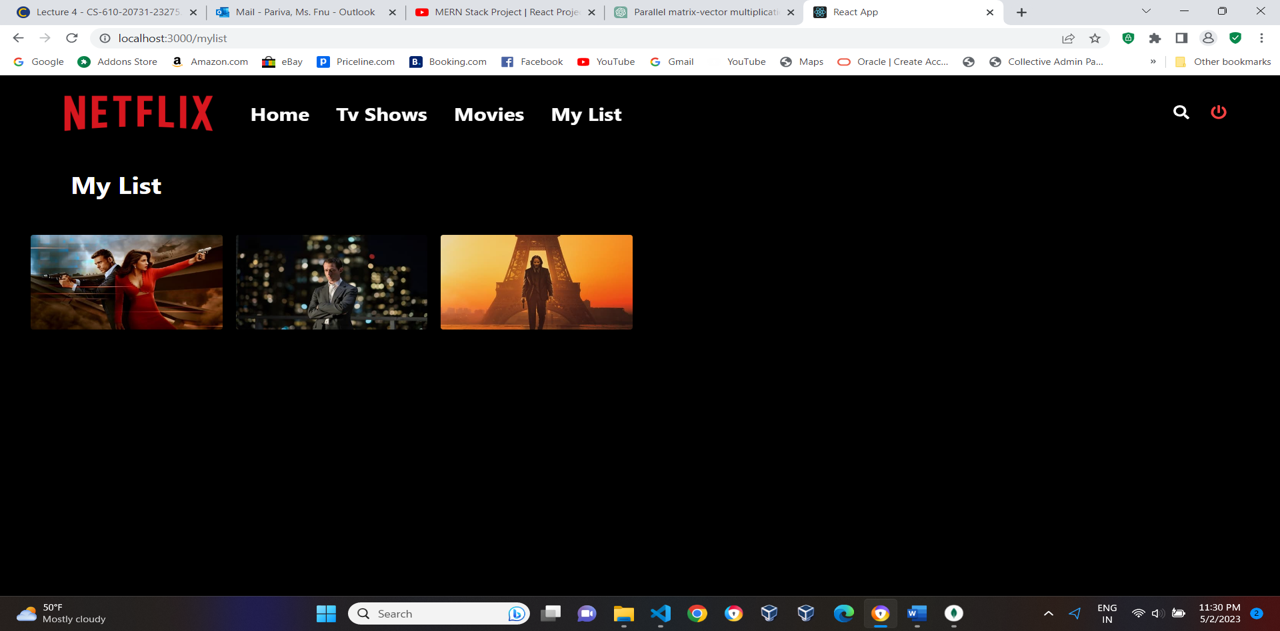 Lecture 4 - CS-610-20731-23275.
Mail - Pariva, Ms. Fnu - Outlook
MERN Stack Project | React Proje
Parallel matrix-vector multiplicati
React App
localhost:3000/mylist
Google
Addons Store
Amazon.com
eBay
Priceline.com
Booking.com
Facebook
YouTube
Gmail
YouTube
Maps
Oracle | Create Acc...
Collective Admin Pa...
»
Other bookmarks
NETFLIX
Home
Tv Shows
Movies
My List
My List
50°F
Mostly cloudy
Search
ENG
IN
11:30 PM
5/2/2023
2